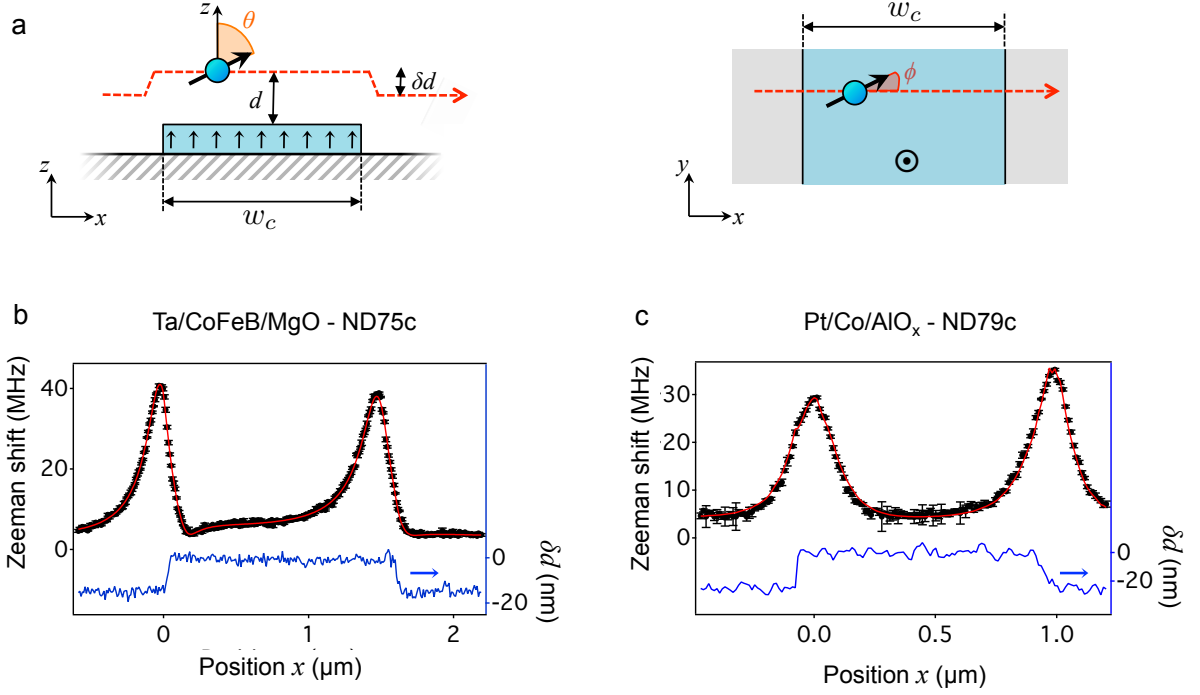 a
z
θ
δd
d
z
x
w_c
w_c
ϕ
y
x
b
Ta/CoFeB/MgO - ND75c
Zeeman shift (MHz)
40
20
0
0
-20
δd (nm)
0
1
2
Position x (µm)
c
Pt/Co/AlOₓ - ND79c
Zeeman shift (MHz)
30
20
10
0
0
-20
δd (nm)
0.0
0.5
1.0
Position x (µm)